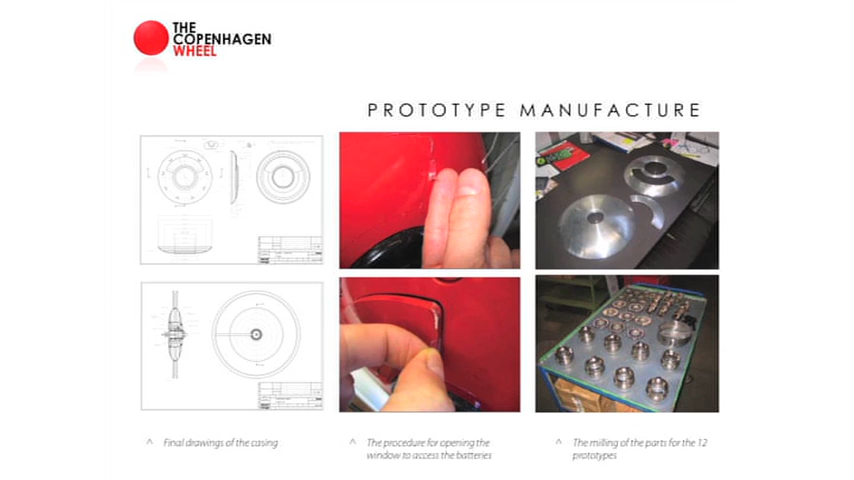 THE
COPENHAGEN
WHEEL
PROTOTYPE MANUFACTURE
^ Final drawings of the casing
^ The procedure for opening the
window to access the batteries
^ The milling of the parts for the 12
prototypes